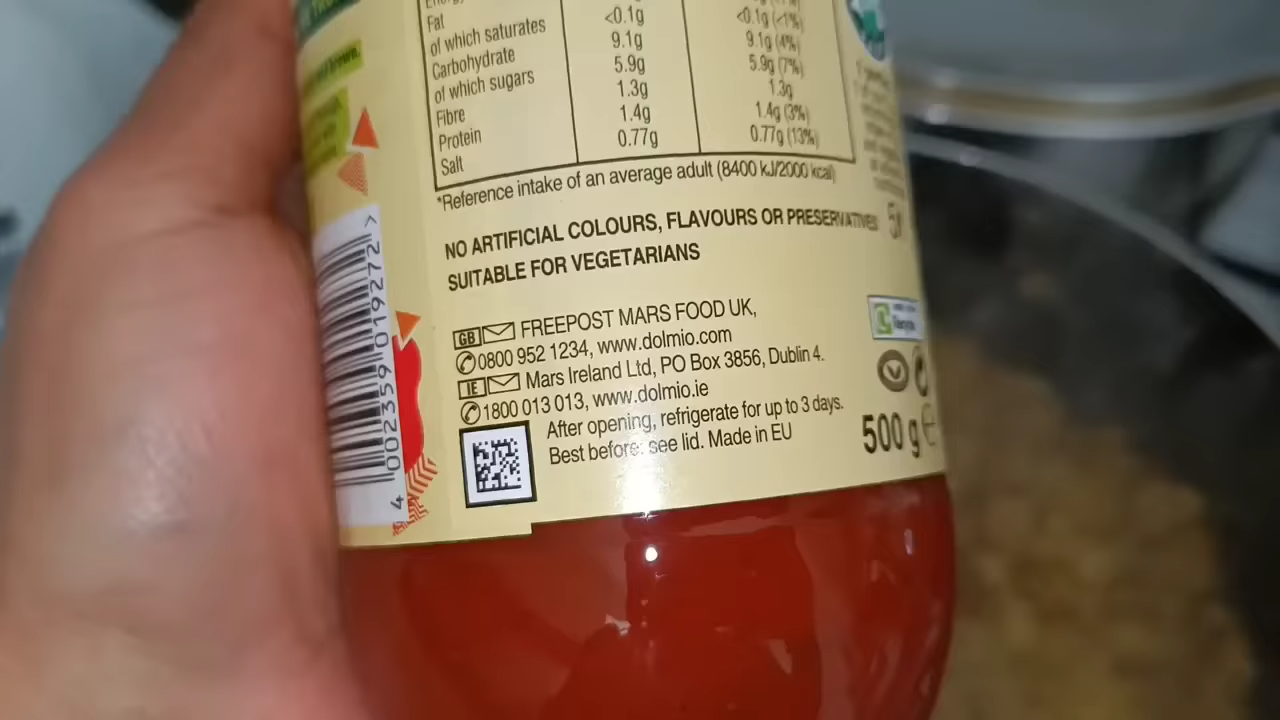 Fat
of which saturates <0.1g <0.1g (<1%)
Carbohydrate 9.1g 9.1g (4%)
of which sugars 5.9g 5.9g (7%)
Fibre 1.3g 1.3g
Protein 1.4g 1.4g (3%)
Salt 0.77g 0.77g (13%)
*Reference intake of an average adult (8400 kJ/2000 kcal)
NO ARTIFICIAL COLOURS, FLAVOURS OR PRESERVATIVES
SUITABLE FOR VEGETARIANS
GB FREEPOST MARS FOOD UK,
0800 952 1234, www.dolmio.com
IE Mars Ireland Ltd, PO Box 3856, Dublin 4.
1800 013 013, www.dolmio.ie
After opening, refrigerate for up to 3 days.
Best before: see lid. Made in EU
500 g e
4 002359 019272 >